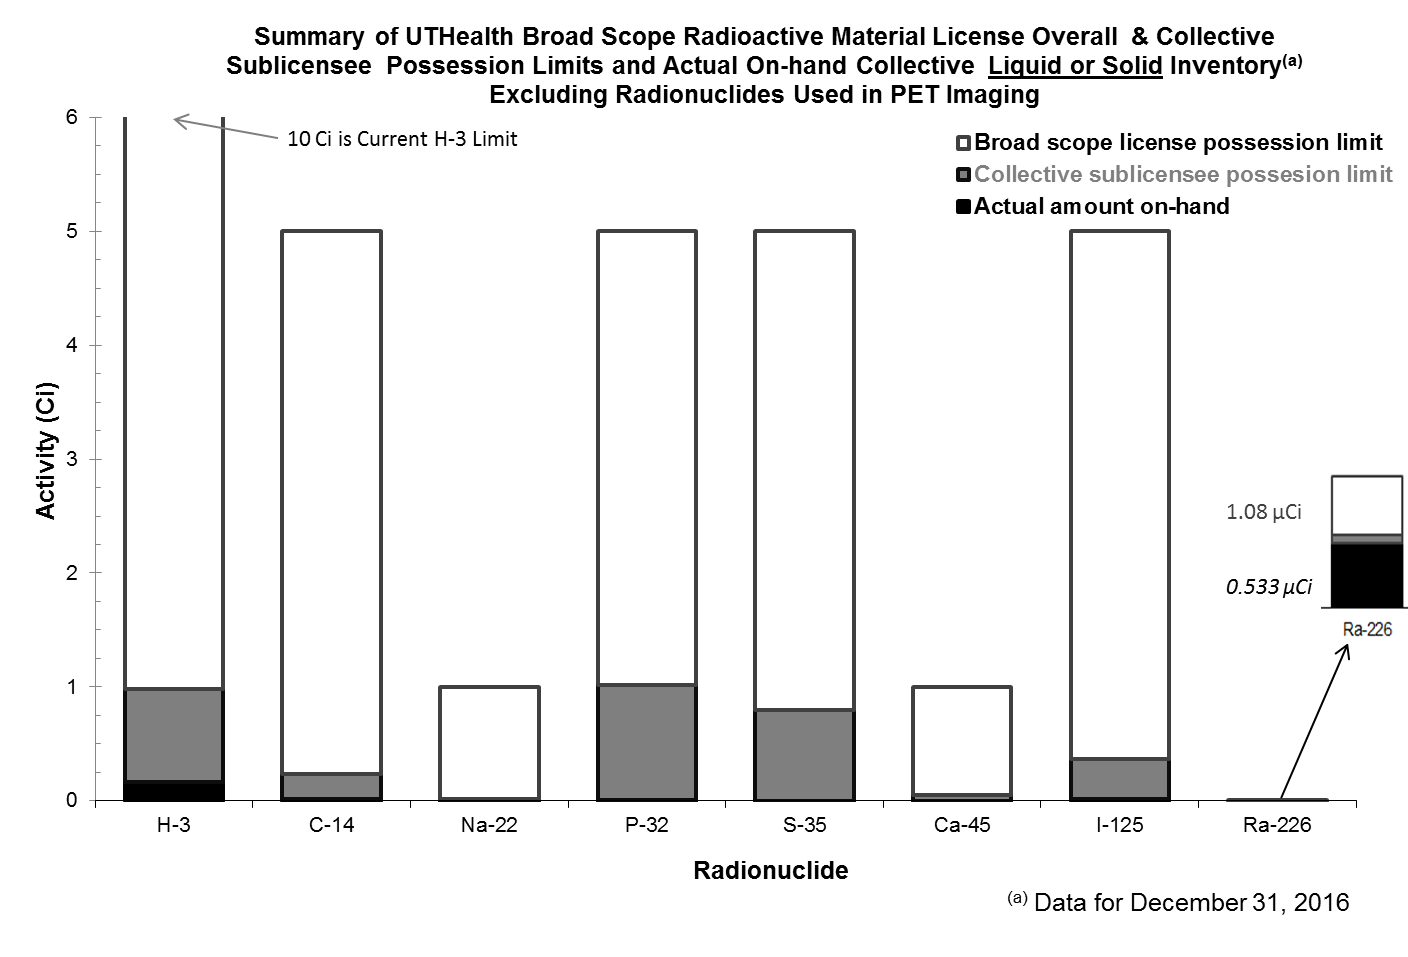 Summary of UTHealth Broad Scope Radioactive Material License Overall & Collective
Sublicensee Possession Limits and Actual On-hand Collective Liquid or Solid Inventory(a)
Excluding Radionuclides Used in PET Imaging
10 Ci is Current H-3 Limit
Broad scope license possession limit
Collective sublicensee possesion limit
Actual amount on-hand
Activity (Ci)
6
5
4
3
2
1
0
1.08 µCi
0.533 µCi
Ra-226
H-3 C-14 Na-22 P-32 S-35 Ca-45 I-125 Ra-226
Radionuclide
(a) Data for December 31, 2016